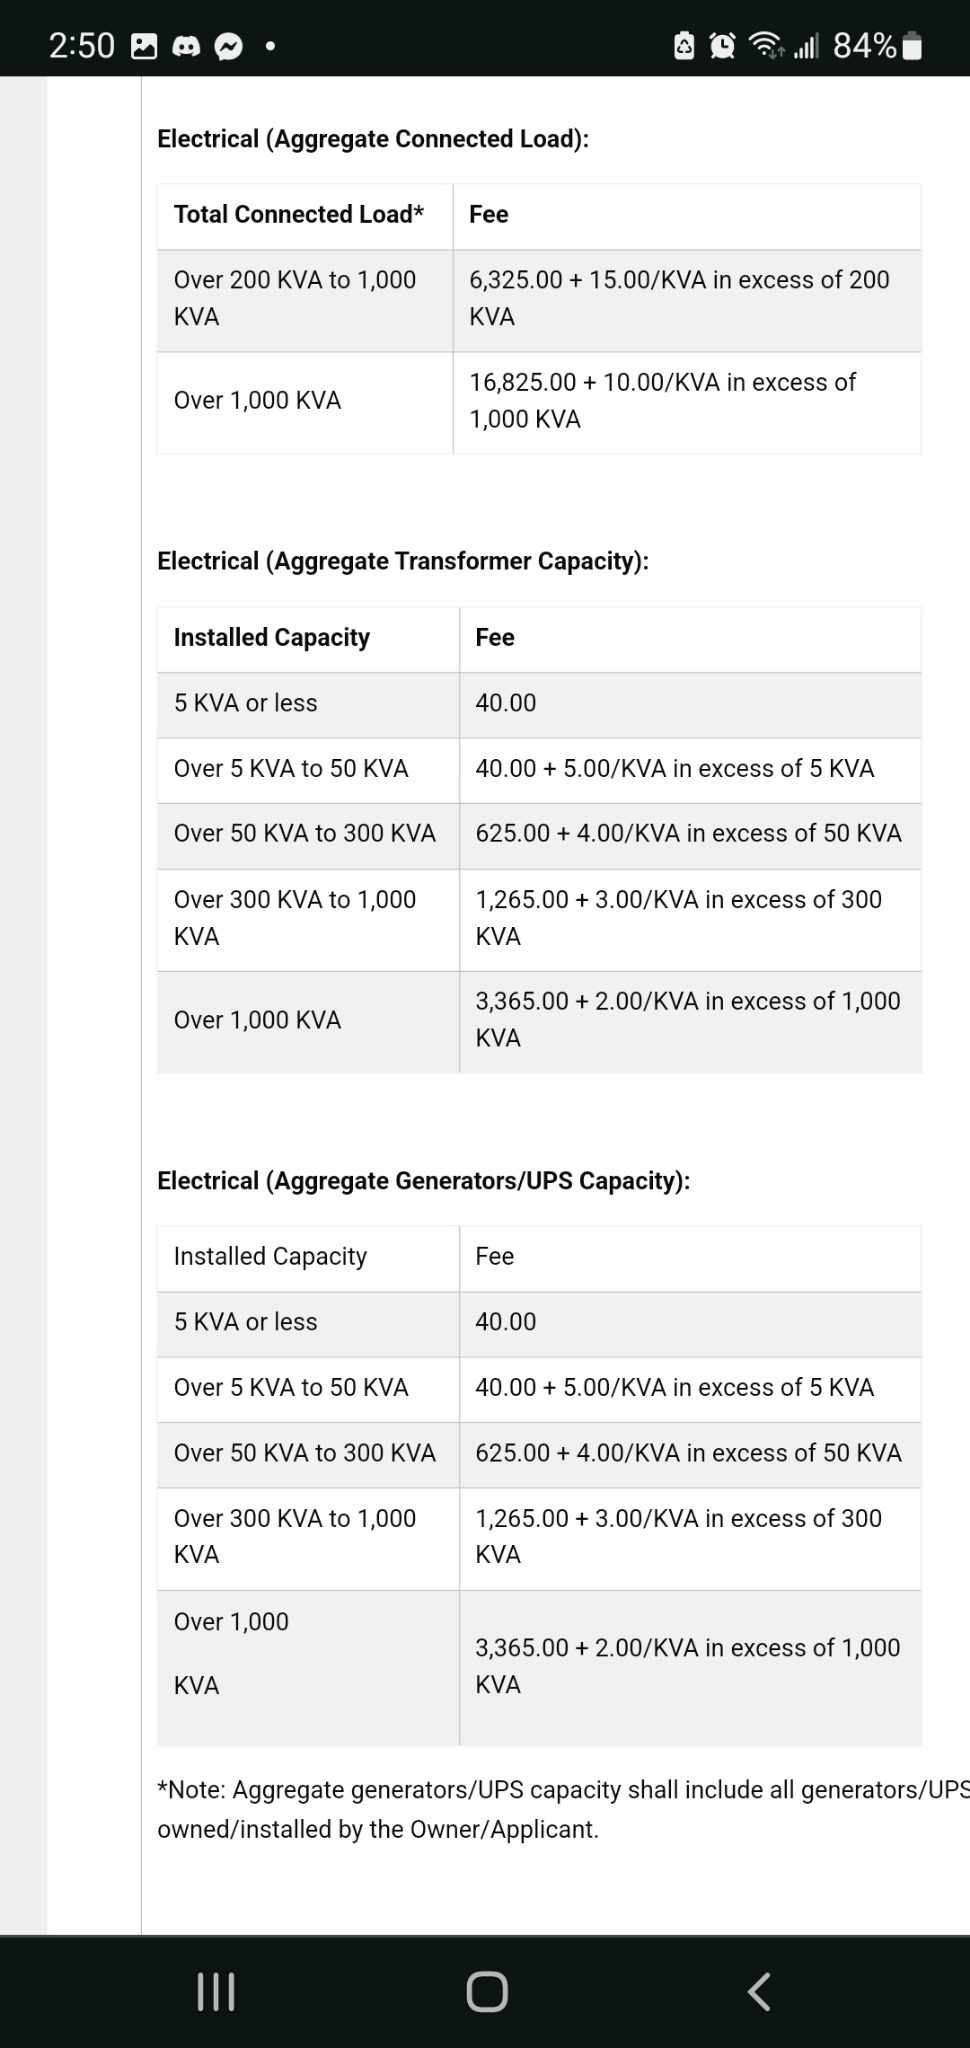 2:50 84%
Electrical (Aggregate Connected Load):
Total Connected Load* Fee
Over 200 KVA to 1,000 6,325.00 + 15.00/KVA in excess of 200
KVA KVA
Over 1,000 KVA 16,825.00 + 10.00/KVA in excess of
1,000 KVA
Electrical (Aggregate Transformer Capacity):
Installed Capacity Fee
5 KVA or less 40.00
Over 5 KVA to 50 KVA 40.00 + 5.00/KVA in excess of 5 KVA
Over 50 KVA to 300 KVA 625.00 + 4.00/KVA in excess of 50 KVA
Over 300 KVA to 1,000 1,265.00 + 3.00/KVA in excess of 300
KVA KVA
Over 1,000 KVA 3,365.00 + 2.00/KVA in excess of 1,000
KVA
Electrical (Aggregate Generators/UPS Capacity):
Installed Capacity Fee
5 KVA or less 40.00
Over 5 KVA to 50 KVA 40.00 + 5.00/KVA in excess of 5 KVA
Over 50 KVA to 300 KVA 625.00 + 4.00/KVA in excess of 50 KVA
Over 300 KVA to 1,000 1,265.00 + 3.00/KVA in excess of 300
KVA KVA
Over 1,000 3,365.00 + 2.00/KVA in excess of 1,000
KVA KVA
*Note: Aggregate generators/UPS capacity shall include all generators/UPS
owned/installed by the Owner/Applicant.